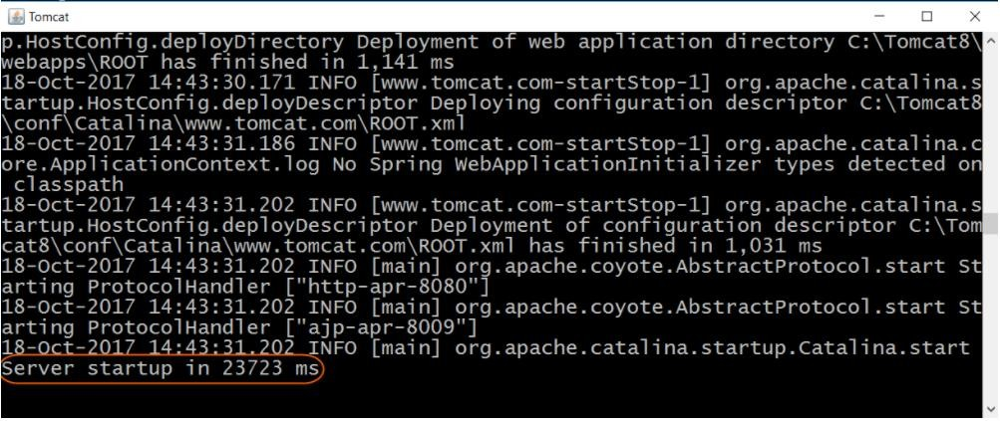 Tomcat
p.HostConfig.deployDirectory Deployment of web application directory C:\Tomcat8\
webapps\ROOT has finished in 1,141 ms
18-Oct-2017 14:43:30.171 INFO [www.tomcat.com-startStop-1] org.apache.catalina.s
tartup.HostConfig.deployDescriptor Deploying configuration descriptor C:\Tomcat8
\conf\Catalina\www.tomcat.com\ROOT.xml
18-Oct-2017 14:43:31.186 INFO [www.tomcat.com-startStop-1] org.apache.catalina.c
ore.ApplicationContext.log No Spring WebApplicationInitializer types detected on
 classpath
18-Oct-2017 14:43:31.202 INFO [www.tomcat.com-startStop-1] org.apache.catalina.s
tartup.HostConfig.deployDescriptor Deployment of configuration descriptor C:\Tom
cat8\conf\Catalina\www.tomcat.com\ROOT.xml has finished in 1,031 ms
18-Oct-2017 14:43:31.202 INFO [main] org.apache.coyote.AbstractProtocol.start St
arting ProtocolHandler ["http-apr-8080"]
18-Oct-2017 14:43:31.202 INFO [main] org.apache.coyote.AbstractProtocol.start St
arting ProtocolHandler ["ajp-apr-8009"]
18-Oct-2017 14:43:31.202 INFO [main] org.apache.catalina.startup.Catalina.start
Server startup in 23723 ms